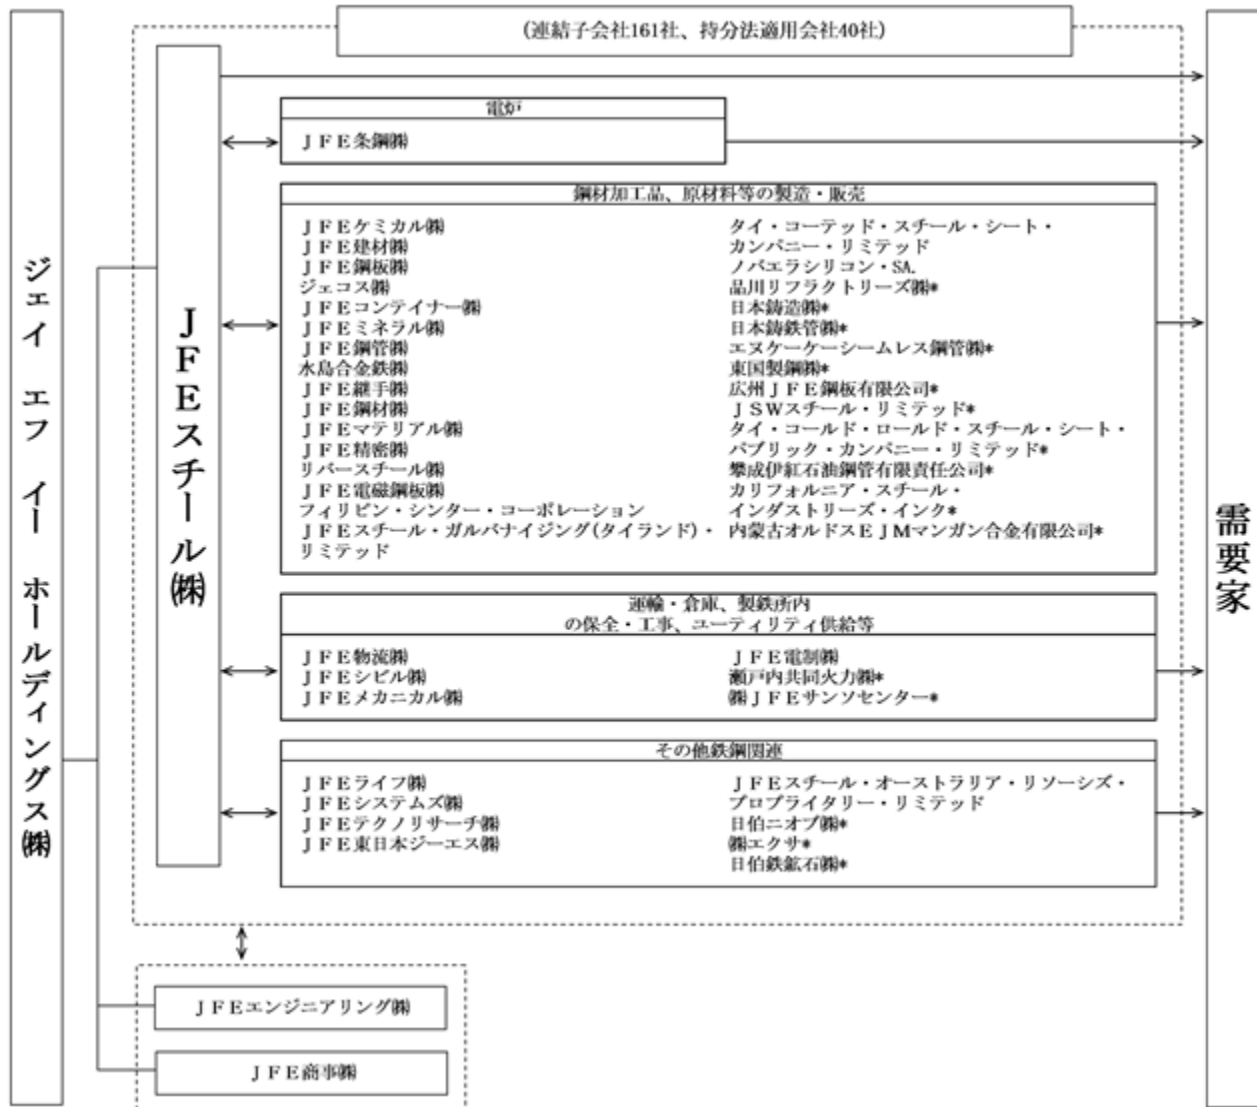 (連結子会社161社、持分法適用会社40社)
ジェイ エフ イー ホールディングス㈱
JFEスチール㈱
需要家
電炉
ＪＦＥ条鋼㈱
鋼材加工品、原材料等の製造・販売
ＪＦＥケミカル㈱
ＪＦＥ建材㈱
ＪＦＥ鋼板㈱
ジェコス㈱
ＪＦＥコンテイナー㈱
ＪＦＥミネラル㈱
ＪＦＥ鋼管㈱
水島合金鉄㈱
ＪＦＥ継手㈱
ＪＦＥ鋼材㈱
ＪＦＥマテリアル㈱
ＪＦＥ精密㈱
リバースチール㈱
ＪＦＥ電磁鋼板㈱
フィリピン・シンター・コーポレーション
ＪＦＥスチール・ガルバナイジング(タイランド)・
リミテッド
タイ・コーテッド・スチール・シート・
カンパニー・リミテッド
ノバエラシリコン・SA.
品川リフラクトリーズ㈱*
日本鋳造㈱*
日本鋳鉄管㈱*
エヌケーケーシームレス鋼管㈱*
東国製鋼㈱*
広州ＪＦＥ鋼板有限公司*
ＪＳＷスチール・リミテッド*
タイ・コールド・ロールド・スチール・シート・
パブリック・カンパニー・リミテッド*
攀成伊紅石油鋼管有限責任公司*
カリフォルニア・スチール・
インダストリーズ・インク*
内蒙古オルドスＥＪＭマンガン合金有限公司*
運輸・倉庫、製鉄所内
の保全・工事、ユーティリティ供給等
ＪＦＥ物流㈱
ＪＦＥシビル㈱
ＪＦＥメカニカル㈱
ＪＦＥ電制㈱
瀬戸内共同火力㈱*
㈱ＪＦＥサンソセンター*
その他鉄鋼関連
ＪＦＥライフ㈱
ＪＦＥシステムズ㈱
ＪＦＥテクノリサーチ㈱
ＪＦＥ東日本ジーエス㈱
ＪＦＥスチール・オーストラリア・リソーシズ・
プロプライタリー・リミテッド
日伯ニオブ㈱*
㈱エクサ*
日伯鉄鉱石㈱*
ＪＦＥエンジニアリング㈱
ＪＦＥ商事㈱